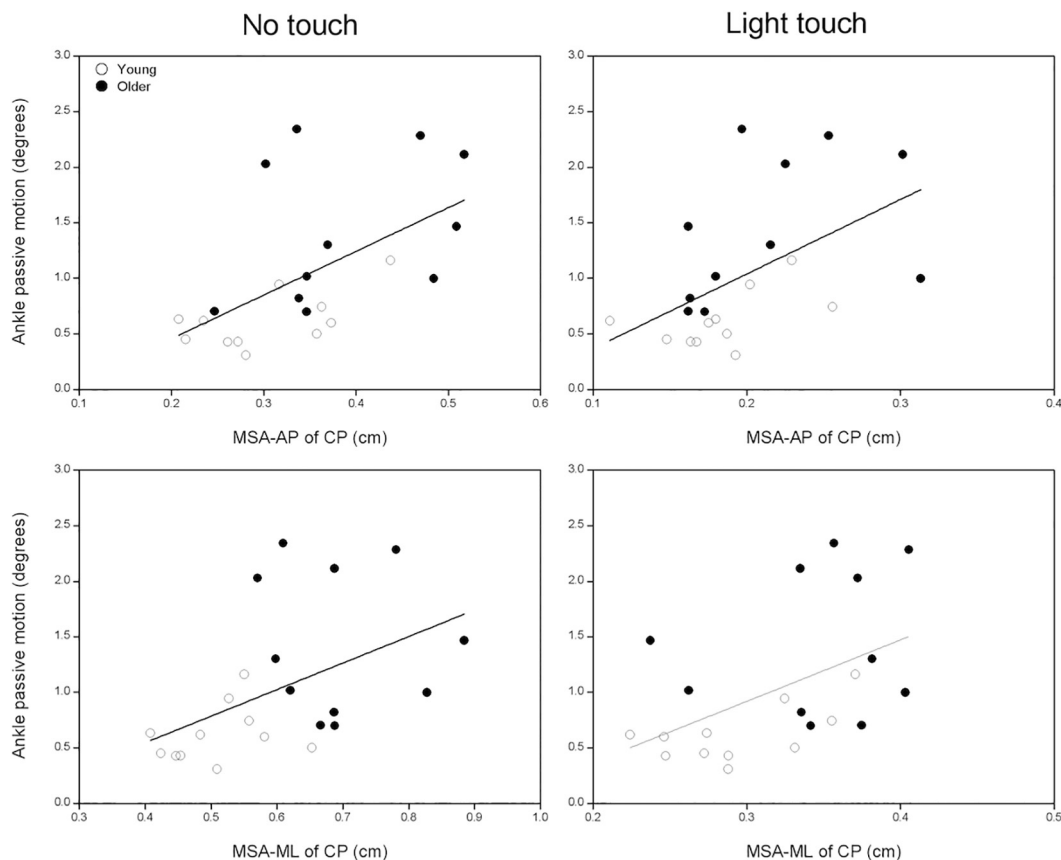 No touch
Light touch
3.0
2.5
2.0
1.5
1.0
0.5
0.0
Ankle passive motion (degrees)
Young
Older
0.1 0.2 0.3 0.4 0.5 0.6
MSA-AP of CP (cm)
3.0
2.5
2.0
1.5
1.0
0.5
0.0
0.1 0.2 0.3 0.4
MSA-AP of CP (cm)
3.0
2.5
2.0
1.5
1.0
0.5
0.0
Ankle passive motion (degrees)
0.3 0.4 0.5 0.6 0.7 0.8 0.9 1.0
MSA-ML of CP (cm)
3.0
2.5
2.0
1.5
1.0
0.5
0.0
0.2 0.3 0.4 0.5
MSA-ML of CP (cm)